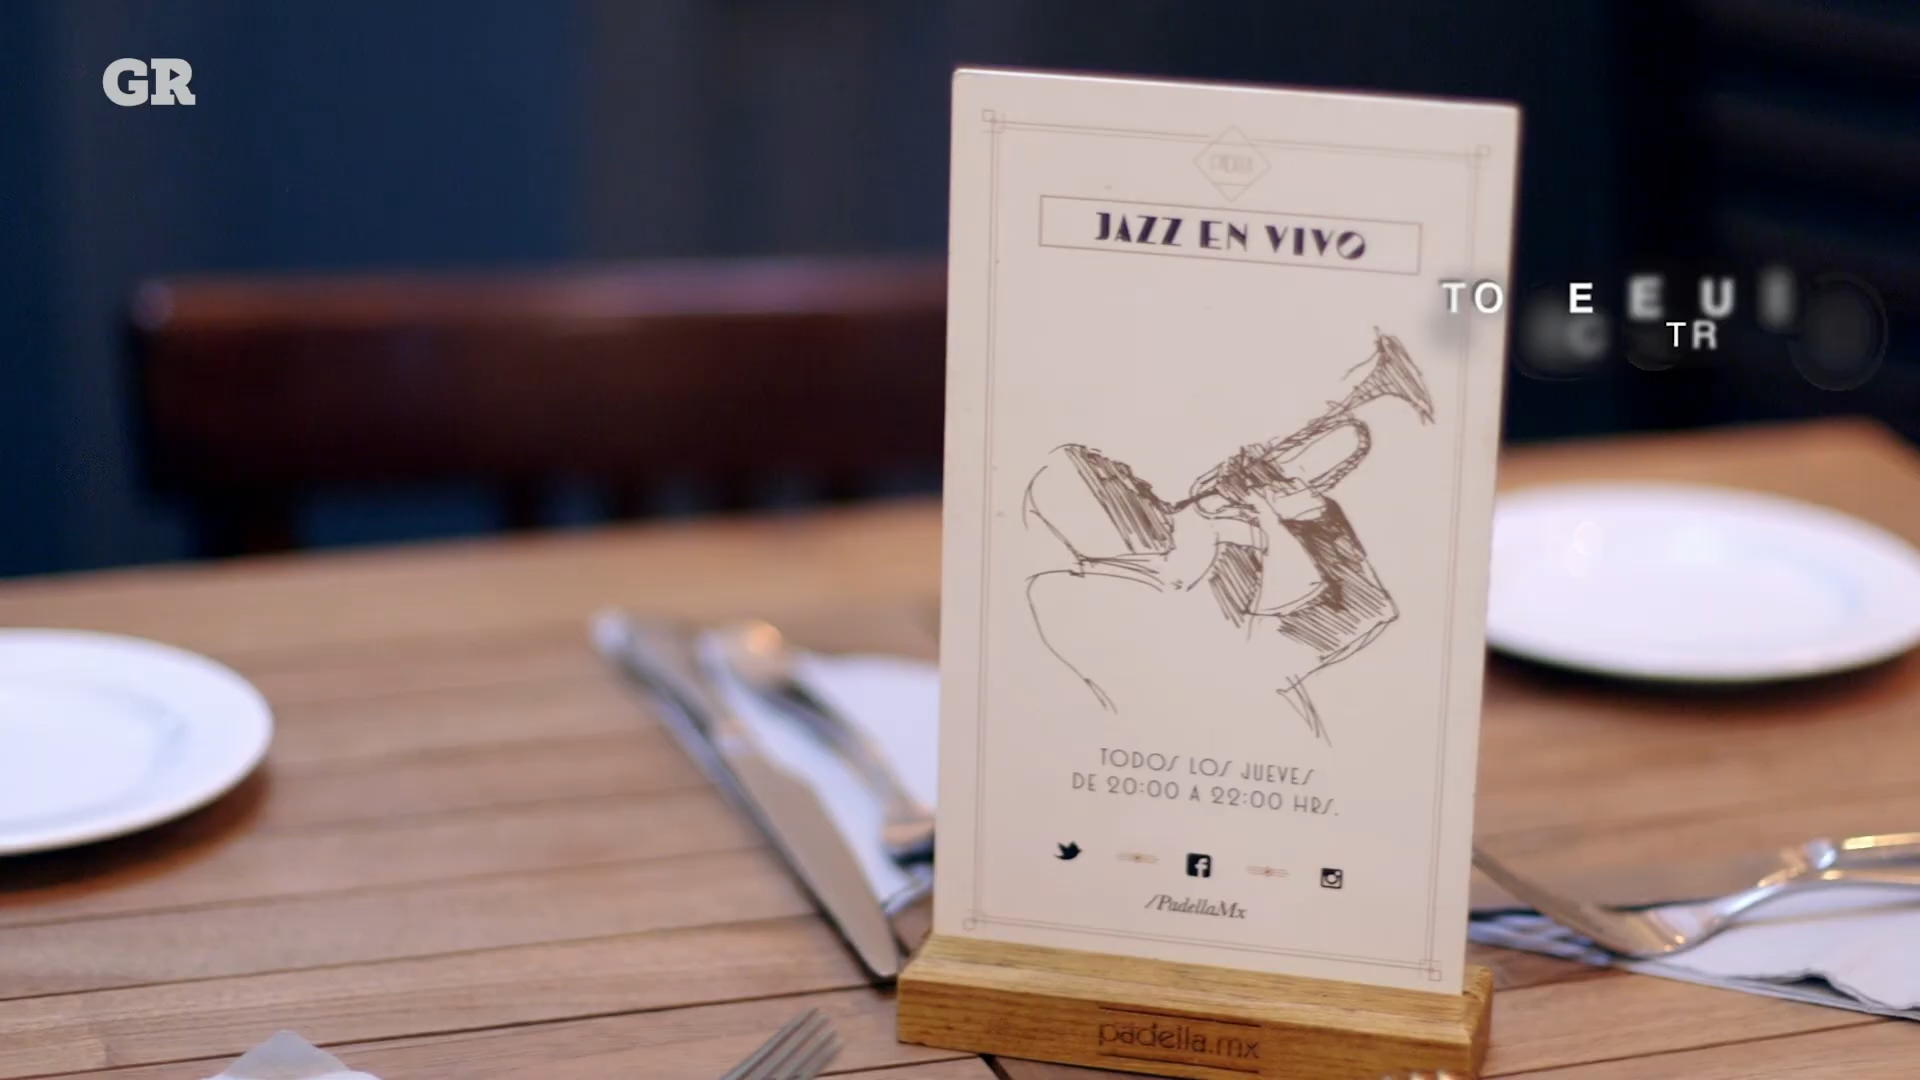 GR
JAZZ EN VIVO
TODOS LOS JUEVES
DE 20:00 A 22:00 HRS.
/PadellaMx
padella.mx